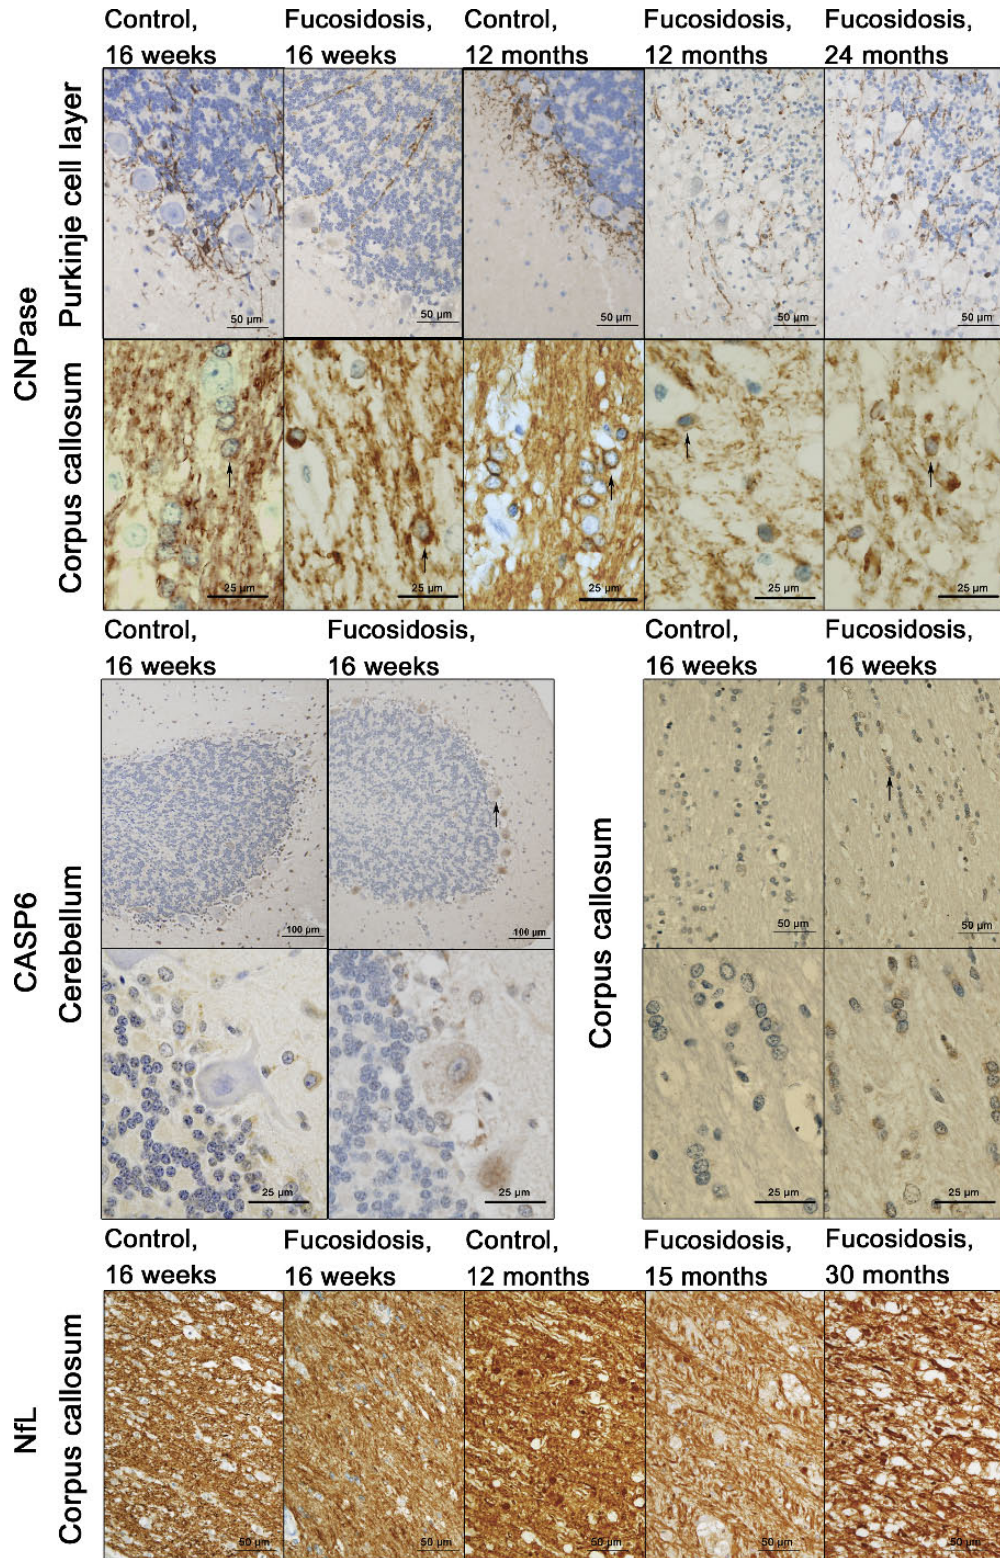 Control,
16 weeks
Fucosidosis,
16 weeks
Control,
12 months
Fucosidosis,
12 months
Fucosidosis,
24 months
CNPase
Purkinje cell layer
50 µm
50 µm
50 µm
50 µm
50 µm
Corpus callosum
25 µm
25 µm
25 µm
25 µm
25 µm
Control,
16 weeks
Fucosidosis,
16 weeks
Control,
16 weeks
Fucosidosis,
16 weeks
CASP6
Cerebellum
100 µm
100 µm
Corpus callosum
50 µm
50 µm
25 µm
25 µm
25 µm
25 µm
Control,
16 weeks
Fucosidosis,
16 weeks
Control,
12 months
Fucosidosis,
15 months
Fucosidosis,
30 months
NfL
Corpus callosum
50 µm
50 µm
50 µm
50 µm
50 µm